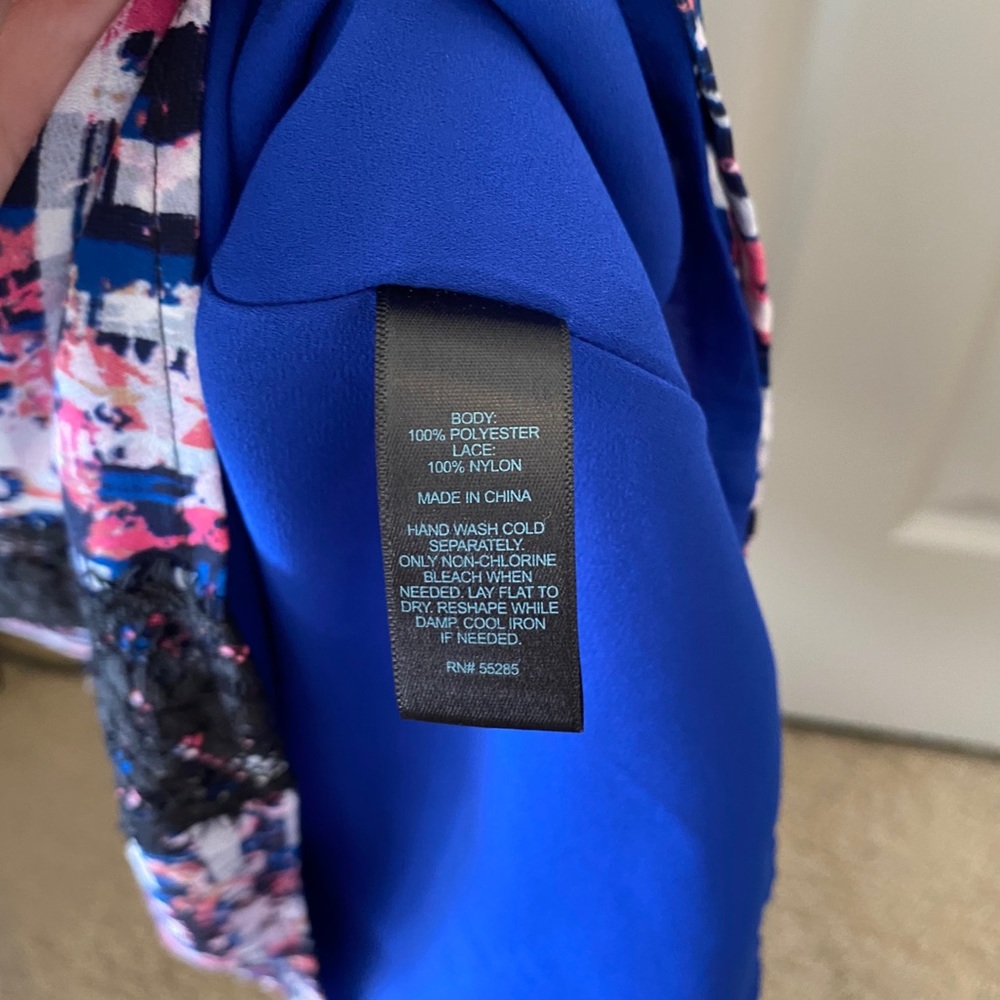 BODY:
100% POLYESTER
LACE:
100% NYLON
MADE IN CHINA
HAND WASH COLD
SEPARATELY.
ONLY NON-CHLORINE
BLEACH WHEN
NEEDED. LAY FLAT TO
DRY. RESHAPE WHILE
DAMP. COOL IRON
IF NEEDED.
RN# 55285